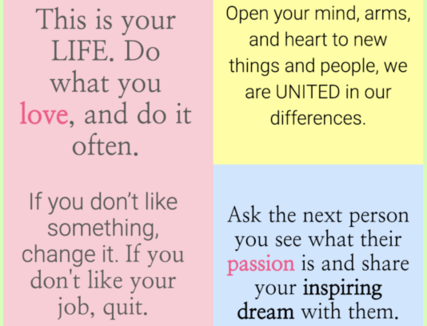 This is your
LIFE. Do
what you
love, and do it
often.
If you don’t like
something,
change it. If you
don't like your
job, quit.
Open your mind, arms,
and heart to new
things and people, we
are UNITED in our
differences.
Ask the next person
you see what their
passion is and share
your inspiring
dream with them.